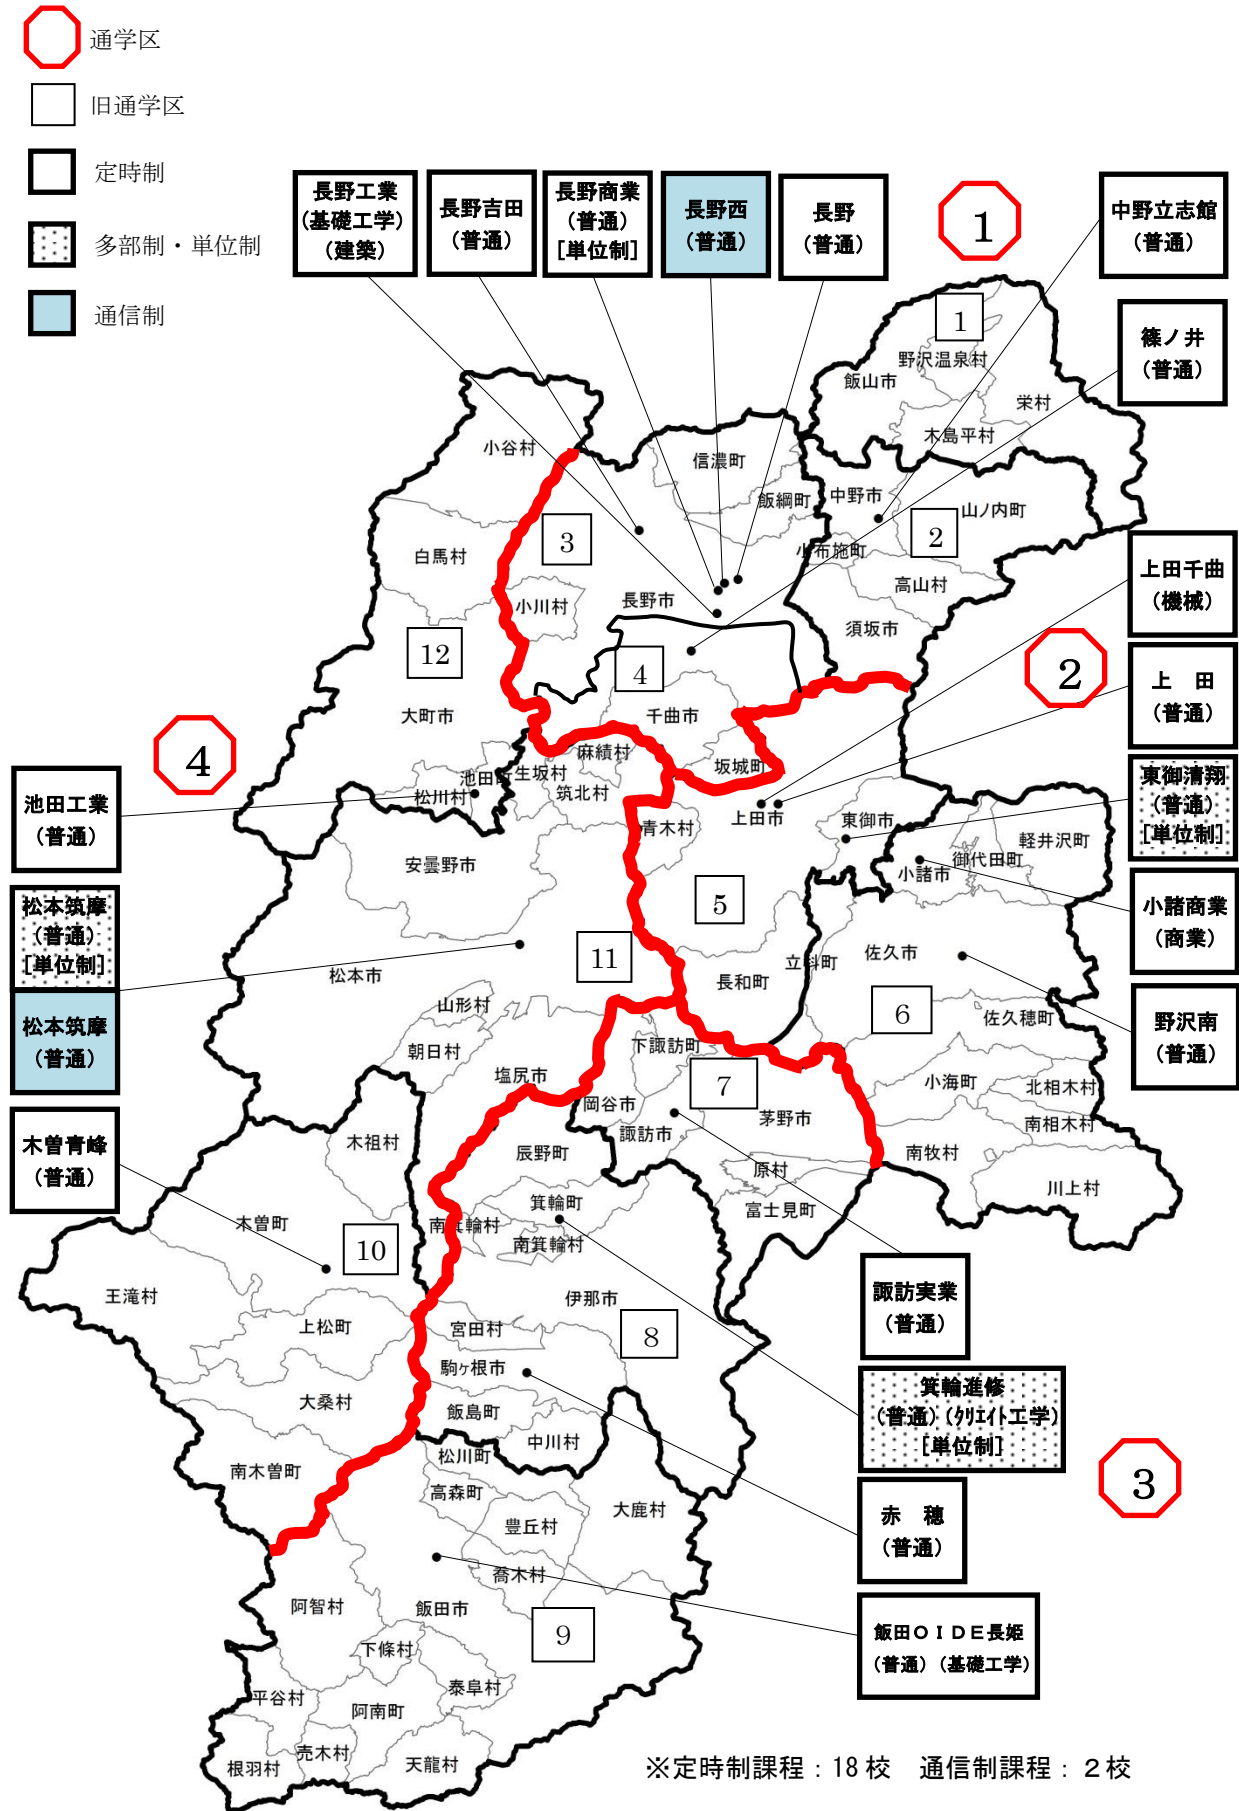 通学区
旧通学区
定時制
多部制・単位制
通信制
長野工業
(基礎工学)
(建築)
長野吉田
(普通)
長野商業
(普通)
[単位制]
長野西
(普通)
長野
(普通)
1
中野立志館
(普通)
篠ノ井
(普通)
1
野沢温泉村
飯山市
栄村
木島平村
小谷村
信濃町
飯綱町
中野市
山ノ内町
2
3
小布施町
白馬村
高山村
小川村
長野市
須坂市
上田千曲
(機械)
12
4
2
上　田
(普通)
大町市
千曲市
4
麻績村
坂城町
池田町
生坂村
松川村
筑北村
池田工業
(普通)
東御清翔
(普通)
[単位制]
上田市
青木村
東御市
軽井沢町
御代田町
小諸市
安曇野市
小諸商業
(商業)
松本筑摩
(普通)
[単位制]
5
11
立科町
佐久市
松本市
長和町
山形村
6
佐久穂町
野沢南
(普通)
松本筑摩
(普通)
朝日村
下諏訪町
塩尻市
7
小海町
北相木村
岡谷市
茅野市
南相木村
木曽青峰
(普通)
木祖村
諏訪市
辰野町
南牧村
原村
川上村
箕輪町
富士見町
木曽町
南箕輪村
南箕輪村
10
王滝村
伊那市
諏訪実業
(普通)
上松町
宮田村
8
駒ヶ根市
大桑村
飯島町
箕輪進修
(普通)(クリエイト工学)
[単位制]
中川村
松川町
南木曽町
3
高森町
大鹿村
豊丘村
赤　穂
(普通)
喬木村
阿智村
飯田市
9
飯田ＯＩＤＥ長姫
(普通)(基礎工学)
下條村
泰阜村
平谷村
阿南町
売木村
天龍村
根羽村
※定時制課程：18校　通信制課程：２校